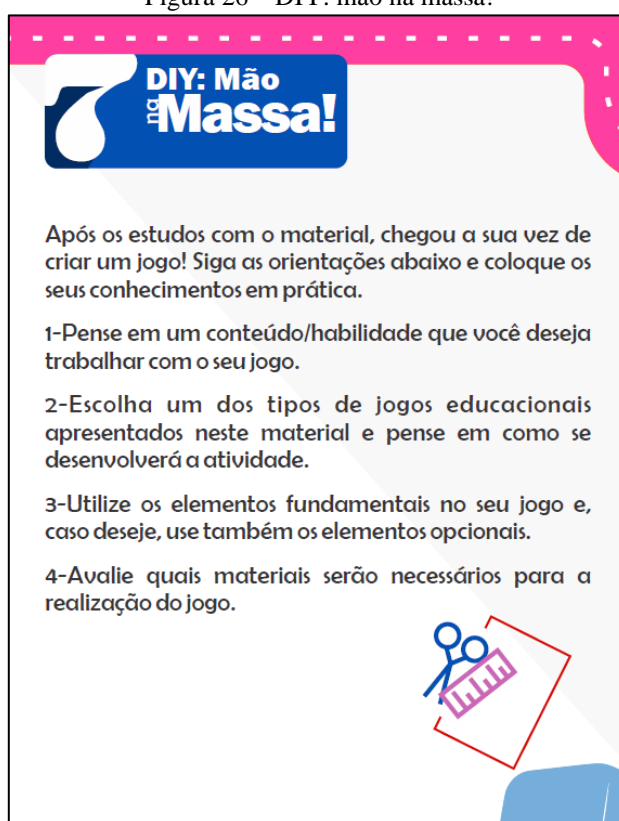 Figura 26 – DIY: mão na massa!
7
DIY: Mão
na
Massa!
Após os estudos com o material, chegou a sua vez de
criar um jogo! Siga as orientações abaixo e coloque os
seus conhecimentos em prática.
1-Pense em um conteúdo/habilidade que você deseja
trabalhar com o seu jogo.
2-Escolha um dos tipos de jogos educacionais
apresentados neste material e pense em como se
desenvolverá a atividade.
3-Utilize os elementos fundamentais no seu jogo e,
caso deseje, use também os elementos opcionais.
4-Avalie quais materiais serão necessários para a
realização do jogo.